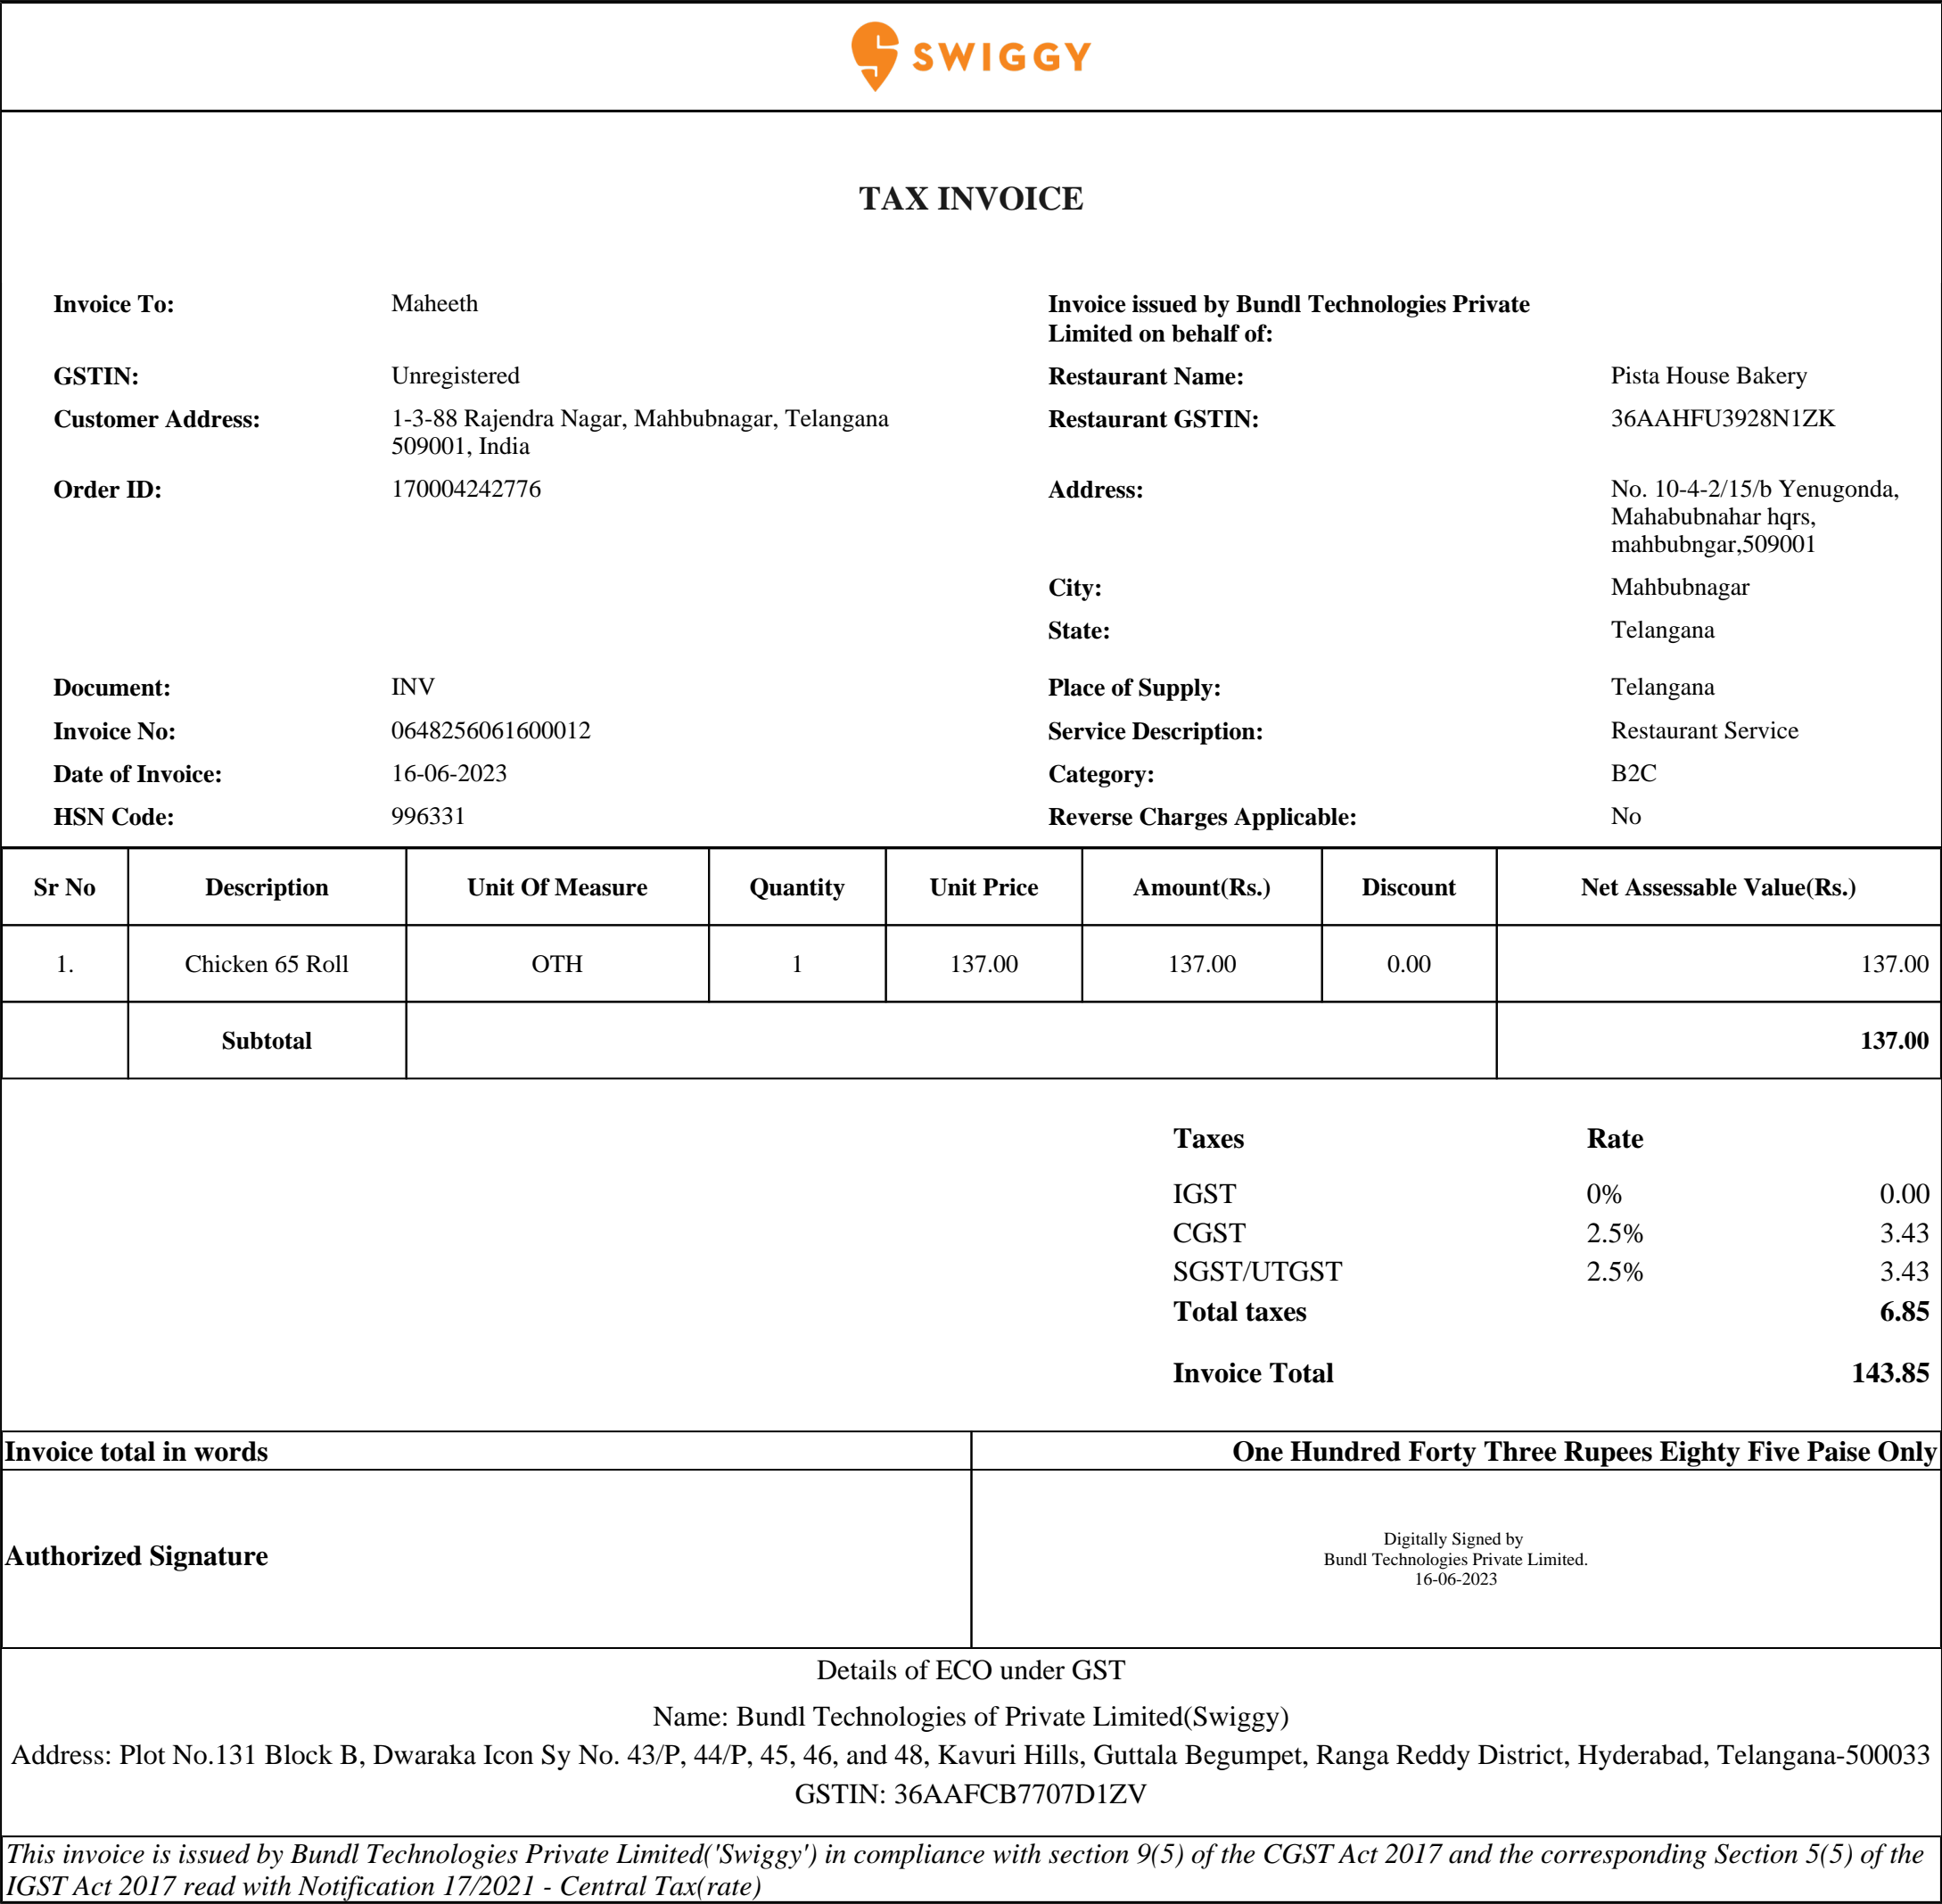 SWIGGY
TAX INVOICE
Invoice To: Maheeth
Invoice issued by Bundl Technologies Private
Limited on behalf of:
GSTIN: Unregistered
Restaurant Name: Pista House Bakery
Customer Address: 1-3-88 Rajendra Nagar, Mahbubnagar, Telangana
509001, India
Restaurant GSTIN: 36AAHFU3928N1ZK
Order ID: 170004242776
Address: No. 10-4-2/15/b Yenugonda,
Mahabubnahar hqrs,
mahbubngar,509001
City: Mahbubnagar
State: Telangana
Document: INV
Place of Supply: Telangana
Invoice No: 0648256061600012
Service Description: Restaurant Service
Date of Invoice: 16-06-2023
Category: B2C
HSN Code: 996331
Reverse Charges Applicable: No
Sr No Description Unit Of Measure Quantity Unit Price Amount(Rs.) Discount Net Assessable Value(Rs.)
1. Chicken 65 Roll OTH 1 137.00 137.00 0.00 137.00
Subtotal 137.00
Taxes Rate
IGST 0% 0.00
CGST 2.5% 3.43
SGST/UTGST 2.5% 3.43
Total taxes 6.85
Invoice Total 143.85
Invoice total in words One Hundred Forty Three Rupees Eighty Five Paise Only
Authorized Signature
Digitally Signed by
Bundl Technologies Private Limited.
16-06-2023
Details of ECO under GST
Name: Bundl Technologies of Private Limited(Swiggy)
Address: Plot No.131 Block B, Dwaraka Icon Sy No. 43/P, 44/P, 45, 46, and 48, Kavuri Hills, Guttala Begumpet, Ranga Reddy District, Hyderabad, Telangana-500033
GSTIN: 36AAFCB7707D1ZV
This invoice is issued by Bundl Technologies Private Limited('Swiggy') in compliance with section 9(5) of the CGST Act 2017 and the corresponding Section 5(5) of the
IGST Act 2017 read with Notification 17/2021 - Central Tax(rate)